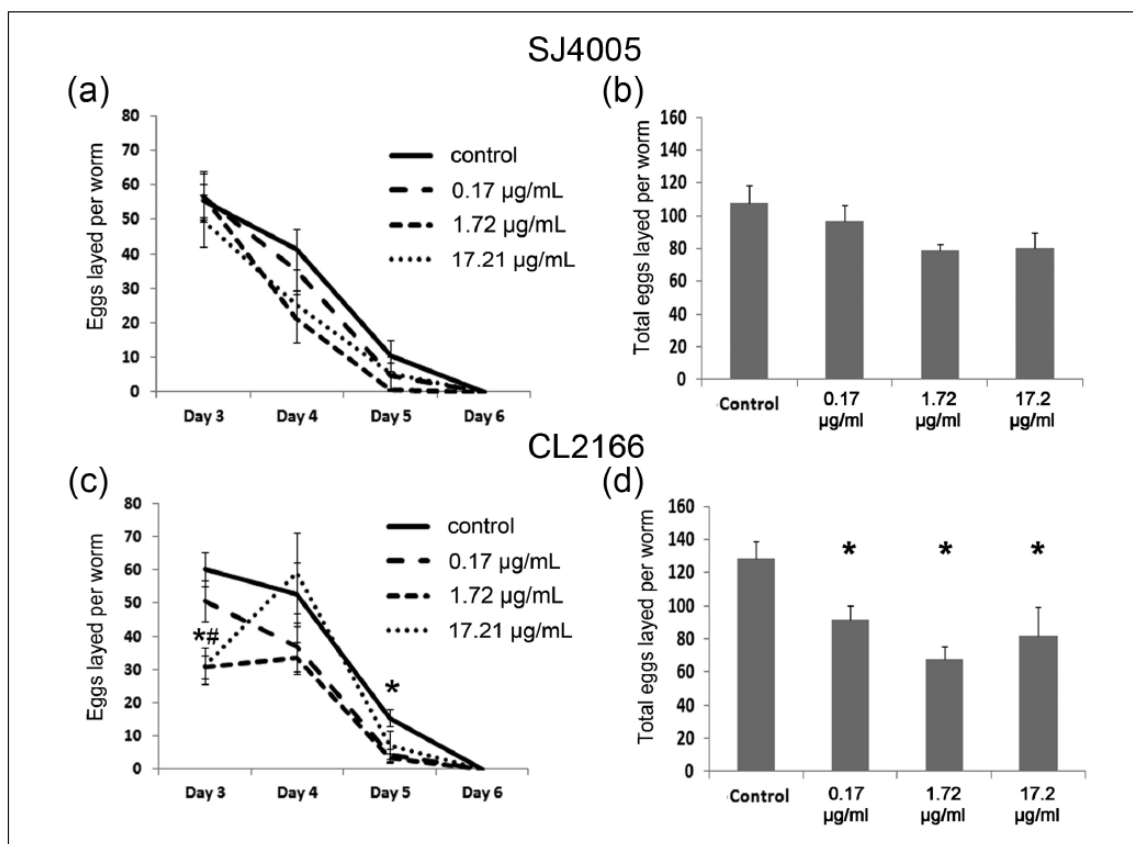 SJ4005
(a)
80
70
60
50
40
30
20
10
0
Eggs layed per worm
control
0.17 µg/mL
1.72 µg/mL
17.21 µg/mL
Day 3 Day 4 Day 5 Day 6
(b)
160
140
120
100
80
60
40
20
0
Total eggs layed per worm
Control 0.17 1.72 17.2
µg/ml µg/ml µg/ml
CL2166
(c)
80
70
60
50
40
30
20
10
0
Eggs layed per worm
control
0.17 µg/mL
1.72 µg/mL
17.21 µg/mL
*#
*
Day 3 Day 4 Day 5 Day 6
(d)
160
140
120
100
80
60
40
20
0
Total eggs layed per worm
* * *
Control 0.17 1.72 17.2
µg/ml µg/ml µg/ml